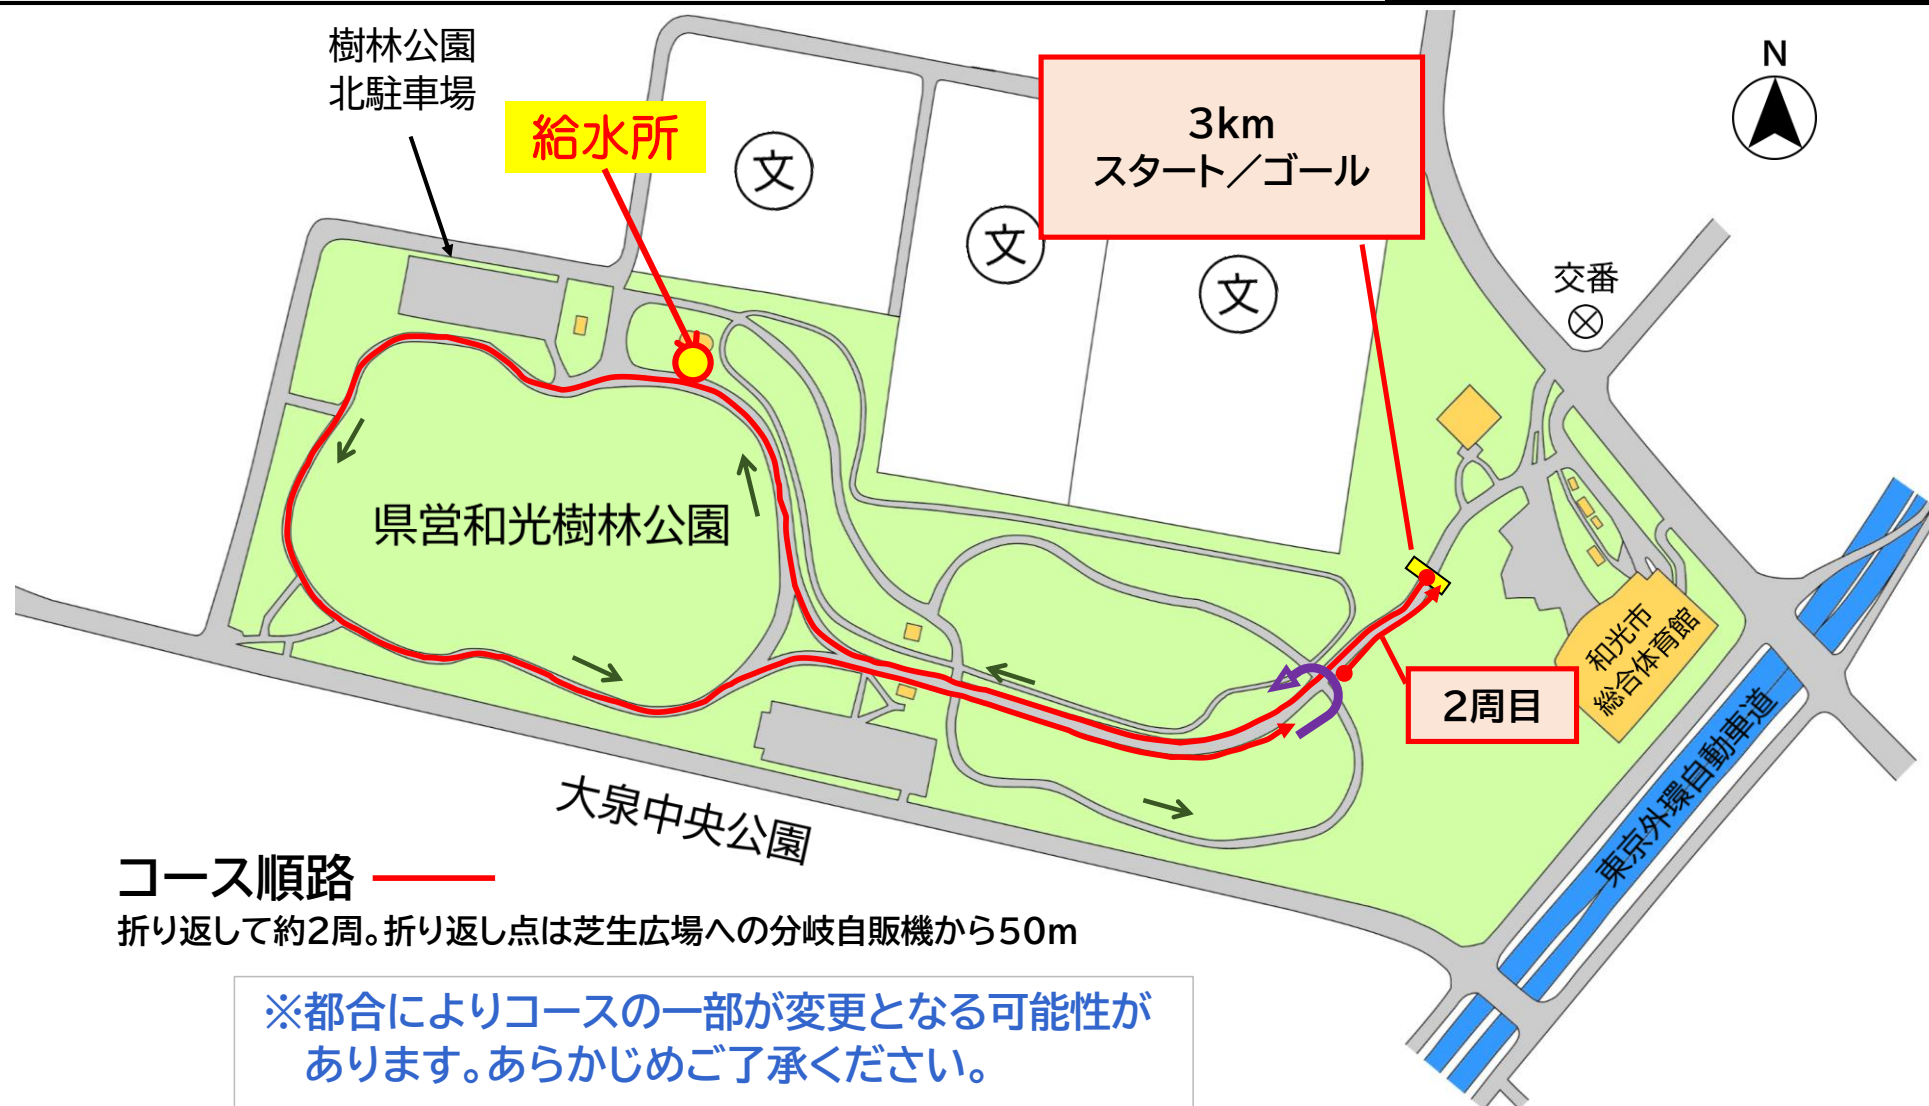 樹林公園
北駐車場
給水所
文
文
文
3km
スタート／ゴール
N
交番
県営和光樹林公園
和光市
総合体育館
2周目
東京外環自動車道
大泉中央公園
コース順路
折り返して約2周。折り返し点は芝生広場への分岐自販機から50m
※都合によりコースの一部が変更となる可能性が
あります。あらかじめご了承ください。